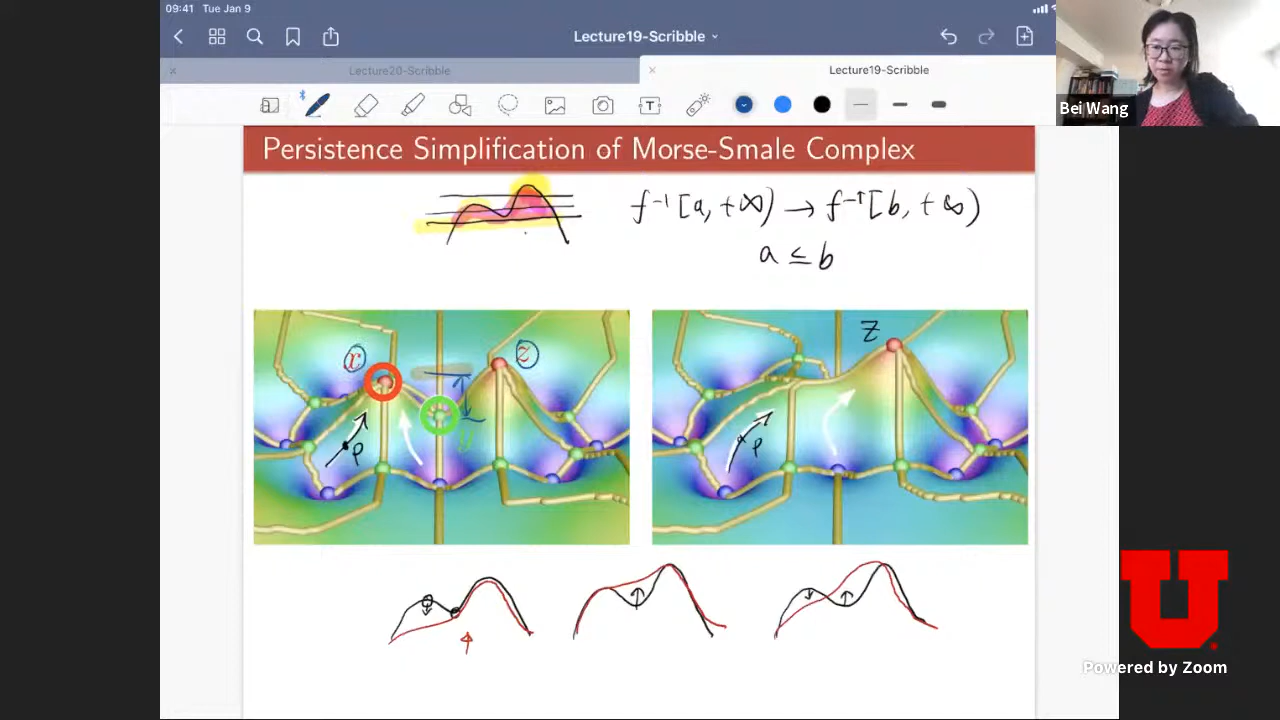 09:41 Tue Jan 9
Lecture19-Scribble
Lecture20-Scribble
Lecture19-Scribble
T
Bei Wang
Persistence Simplification of Morse-Smale Complex
f⁻¹[a, +∞) → f⁻¹[b, +∞)
a ≤ b
x
z
y
p
z
p
U
Powered by Zoom